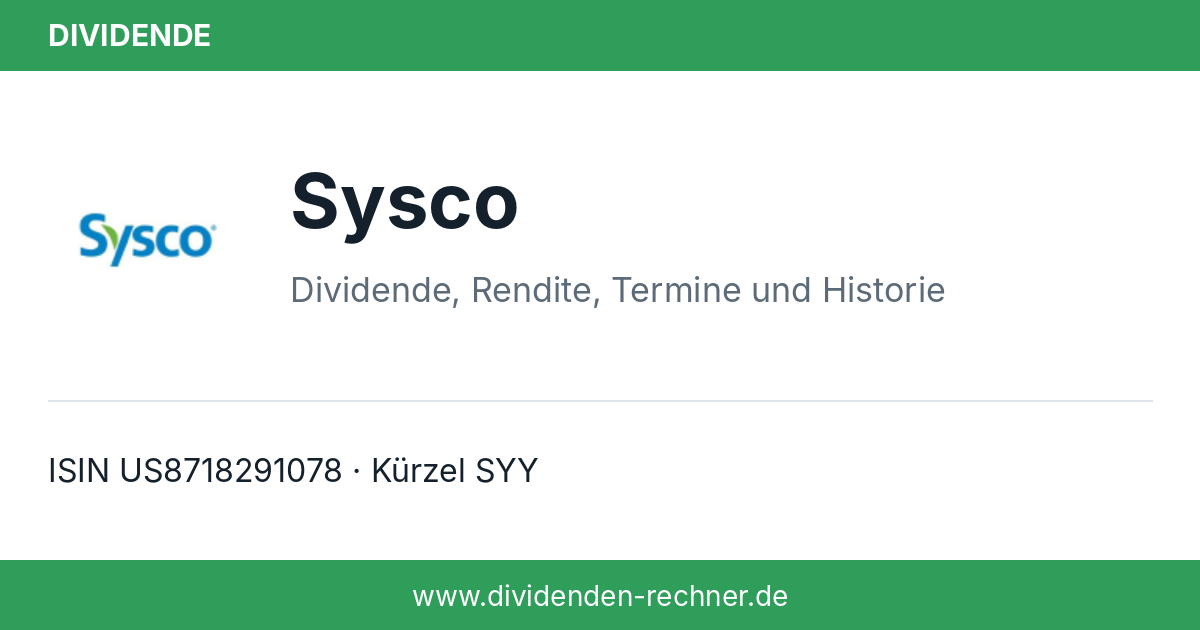 DIVIDENDE
Sysco
Sysco®
Dividende, Rendite, Termine und Historie
ISIN US8718291078 · Kürzel SYY
www.dividenden-rechner.de